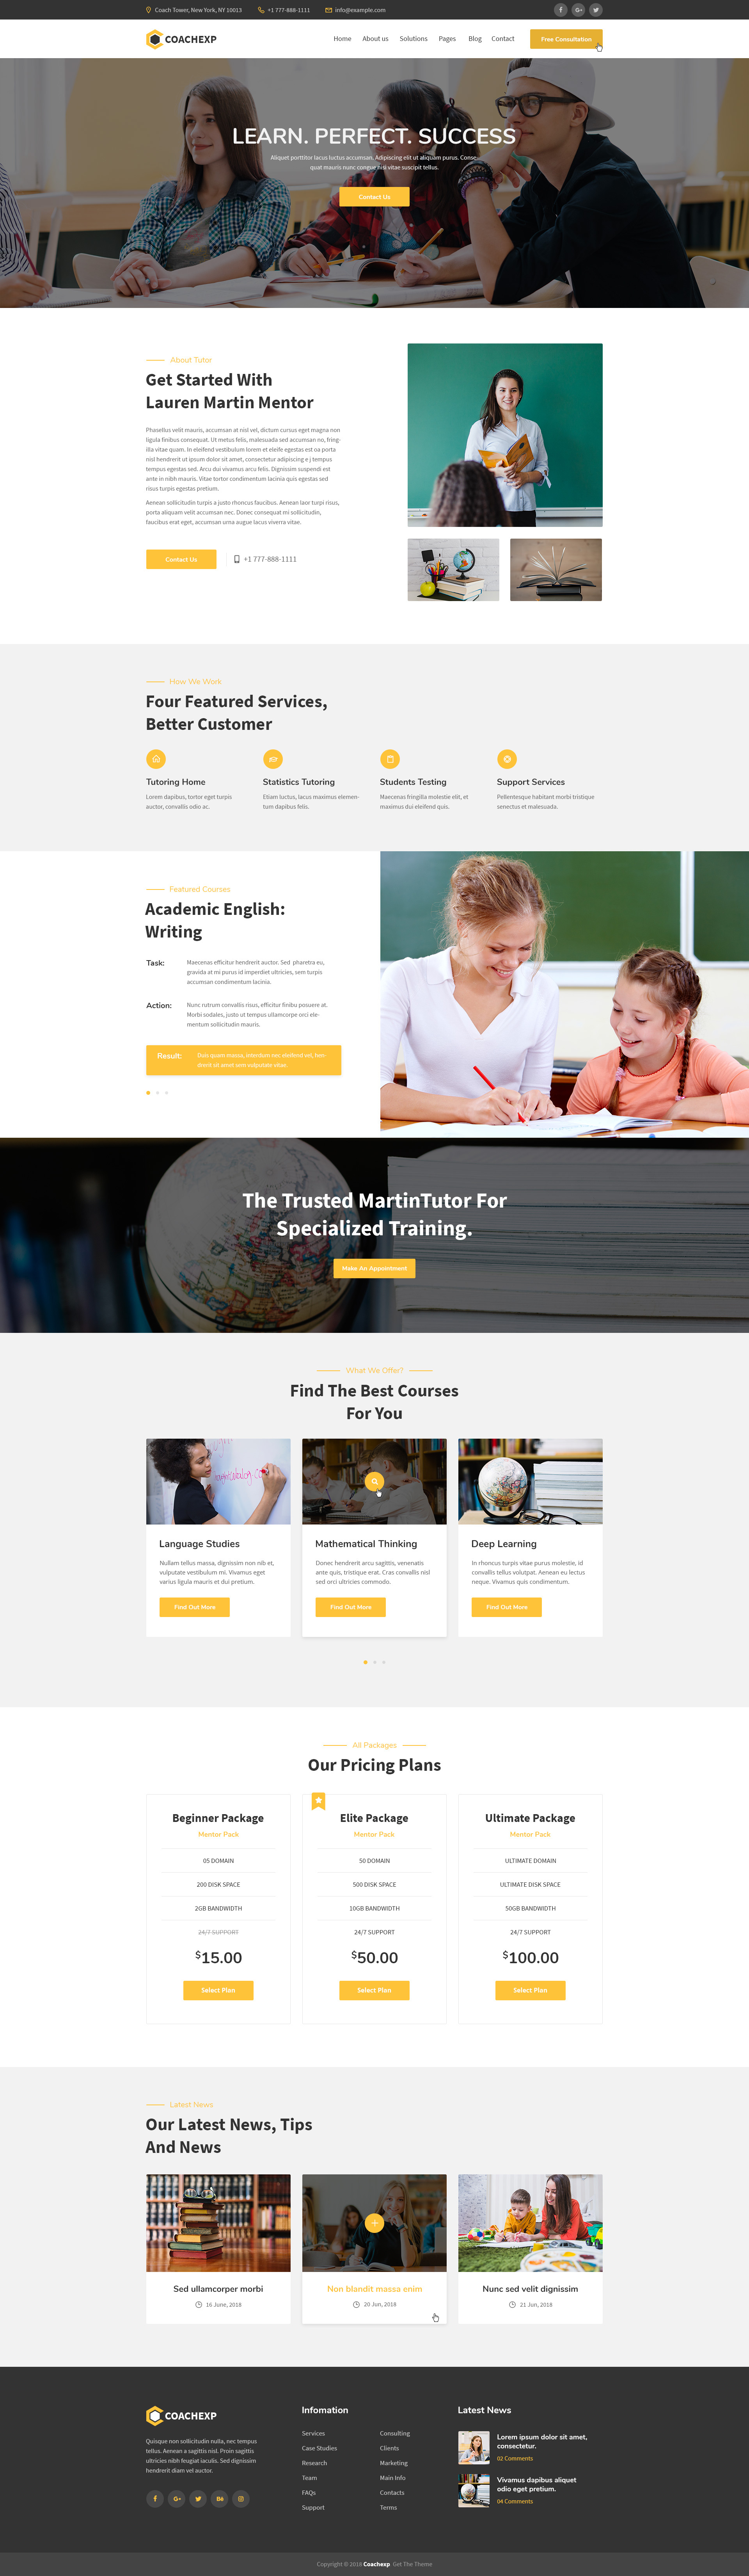 Coach Tower, New York, NY 10013
+1 777-888-1111
info@example.com
COACHEXP
Home
About us
Solutions
Pages
Blog
Contact
Free Consultation
LEARN. PERFECT. SUCCESS
Aliquet porttitor lacus luctus accumsan. Adipiscing elit ut aliquam purus. Conse-
quat mauris nunc congue nisi vitae suscipit tellus.
Contact Us
About Tutor
Get Started With
Lauren Martin Mentor
Phasellus velit mauris, accumsan at nisl vel, dictum cursus eget magna non
ligula finibus consequat. Ut metus felis, malesuada sed accumsan no, fring-
illa vitae quam. In eleifend vestibulum lorem et eleife egestas est oa porta
nisl hendrerit ut ipsum dolor sit amet, consectetur adipiscing e j tempus
tempus egestas sed. Arcu dui vivamus arcu felis. Dignissim suspendi est
ante in nibh mauris. Vitae tortor condimentum lacinia quis egestas sed
risus turpis egestas pretium.
Aenean sollicitudin turpis a justo rhoncus faucibus. Aenean laor turpi risus,
porta aliquam velit accumsan nec. Donec consequat mi sollicitudin,
faucibus erat eget, accumsan urna augue lacus viverra vitae.
Contact Us
+1 777-888-1111
How We Work
Four Featured Services,
Better Customer
Tutoring Home
Lorem dapibus, tortor eget turpis
auctor, convallis odio ac.
Statistics Tutoring
Etiam luctus, lacus maximus elemen-
tum dapibus felis.
Students Testing
Maecenas fringilla molestie elit, et
maximus dui eleifend quis.
Support Services
Pellentesque habitant morbi tristique
senectus et malesuada.
Featured Courses
Academic English:
Writing
Task:
Maecenas efficitur hendrerit auctor. Sed pharetra eu,
gravida at mi purus id imperdiet ultricies, sem turpis
accumsan condimentum lacinia.
Action:
Nunc rutrum convallis risus, efficitur finibu posuere at.
Morbi sodales, justo ut tempus ullamcorpe orci ele-
mentum sollicitudin mauris.
Result:
Duis quam massa, interdum nec eleifend vel, hen-
drerit sit amet sem vulputate vitae.
The Trusted MartinTutor For
Specialized Training.
Make An Appointment
What We Offer?
Find The Best Courses
For You
Language Studies
Nullam tellus massa, dignissim non nib et,
vulputate vestibulum mi. Vivamus eget
varius ligula mauris et dui pretium.
Find Out More
Mathematical Thinking
Donec hendrerit arcu sagittis, venenatis
ante quis, tristique erat. Cras convallis nisl
sed orci ultricies commodo.
Find Out More
Deep Learning
In rhoncus turpis vitae purus molestie, id
convallis tellus volutpat. Aenean eu lectus
neque. Vivamus quis condimentum.
Find Out More
All Packages
Our Pricing Plans
Beginner Package
Mentor Pack
05 DOMAIN
200 DISK SPACE
2GB BANDWIDTH
24/7 SUPPORT
$15.00
Select Plan
Elite Package
Mentor Pack
50 DOMAIN
500 DISK SPACE
10GB BANDWIDTH
24/7 SUPPORT
$50.00
Select Plan
Ultimate Package
Mentor Pack
ULTIMATE DOMAIN
ULTIMATE DISK SPACE
50GB BANDWIDTH
24/7 SUPPORT
$100.00
Select Plan
Latest News
Our Latest News, Tips
And News
Sed ullamcorper morbi
16 June, 2018
Non blandit massa enim
20 Jun, 2018
Nunc sed velit dignissim
21 Jun, 2018
COACHEXP
Quisque non sollicitudin nulla, nec tempus
tellus. Aenean a sagittis nisl. Proin sagittis
ultricies nibh feugiat iaculis. Sed dignissim
hendrerit diam vel auctor.
Infomation
Services
Case Studies
Research
Team
FAQs
Support
Consulting
Clients
Marketing
Main Info
Contacts
Terms
Latest News
Lorem ipsum dolor sit amet,
consectetur.
02 Comments
Vivamus dapibus aliquet
odio eget pretium.
04 Comments
Copyright © 2018 Coachexp Get The Theme